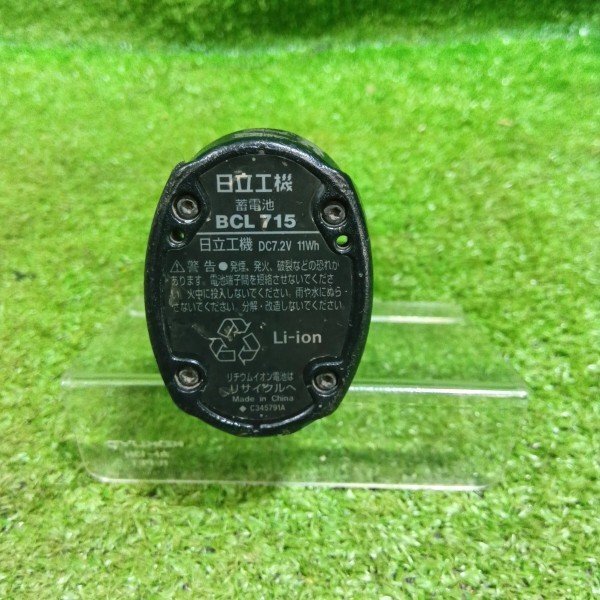 日立工機
蓄電池
BCL 715
日立工機 DC7.2V 11Wh
⚠警告●発煙、発火、破裂などの恐れが
あります。電池端子間を短絡させないでくださ
い。火中に投入しないでください。雨や水にぬら
さないでください。分解・改造しないでください。
Li-ion
リチウムイオン電池は
リサイクルへ
Made in China
◆ C345791A